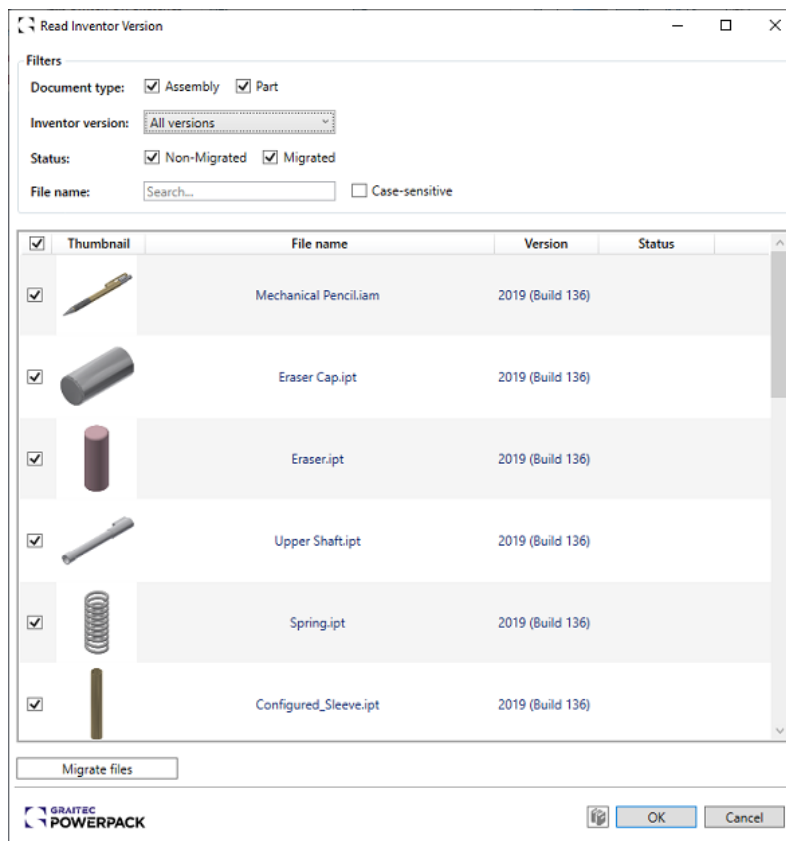 Read Inventor Version
Filters
Document type: Assembly Part
Inventor version: All versions
Status: Non-Migrated Migrated
File name: Search... Case-sensitive
Thumbnail File name Version Status
Mechanical Pencil.iam 2019 (Build 136)
Eraser Cap.ipt 2019 (Build 136)
Eraser.ipt 2019 (Build 136)
Upper Shaft.ipt 2019 (Build 136)
Spring.ipt 2019 (Build 136)
Configured_Sleeve.ipt 2019 (Build 136)
Migrate files
GRAITEC
POWERPACK
OK Cancel